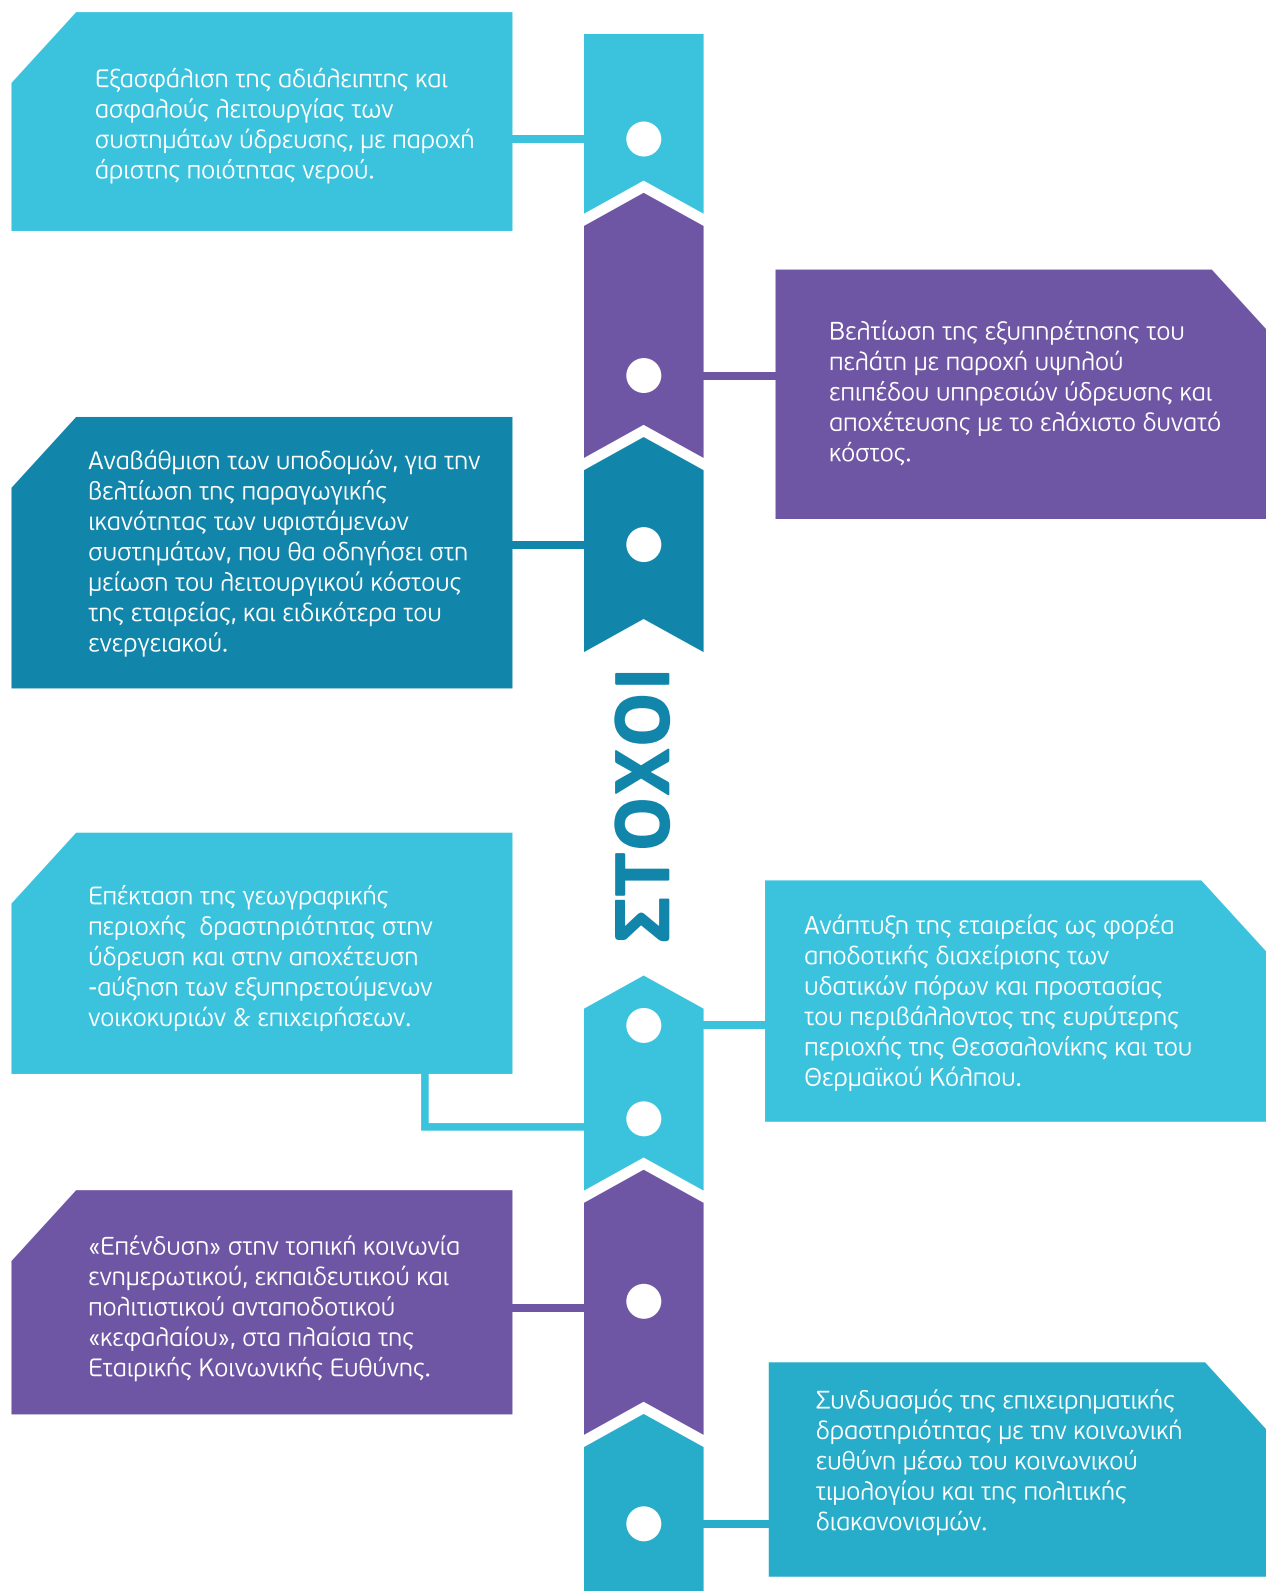 Εξασφάλιση της αδιάλειπτης και
ασφαλούς λειτουργίας των
συστημάτων ύδρευσης, με παροχή
άριστης ποιότητας νερού.
Βελτίωση της εξυπηρέτησης του
πελάτη με παροχή υψηλού
επιπέδου υπηρεσιών ύδρευσης και
αποχέτευσης με το ελάχιστο δυνατό
κόστος.
Αναβάθμιση των υποδομών, για την
βελτίωση της παραγωγικής
ικανότητας των υφιστάμενων
συστημάτων, που θα οδηγήσει στη
μείωση του λειτουργικού κόστους
της εταιρείας, και ειδικότερα του
ενεργειακού.
ΣΤΟΧΟΙ
Επέκταση της γεωγραφικής
περιοχής δραστηριότητας στην
ύδρευση και στην αποχέτευση
-αύξηση των εξυπηρετούμενων
νοικοκυριών & επιχειρήσεων.
Ανάπτυξη της εταιρείας ως φορέα
αποδοτικής διαχείρισης των
υδατικών πόρων και προστασίας
του περιβάλλοντος της ευρύτερης
περιοχής της Θεσσαλονίκης και του
Θερμαϊκού Κόλπου.
«Επένδυση» στην τοπική κοινωνία
ενημερωτικού, εκπαιδευτικού και
πολιτιστικού ανταποδοτικού
«κεφαλαίου», στα πλαίσια της
Εταιρικής Κοινωνικής Ευθύνης.
Συνδυασμός της επιχειρηματικής
δραστηριότητας με την κοινωνική
ευθύνη μέσω του κοινωνικού
τιμολογίου και της πολιτικής
διακανονισμών.